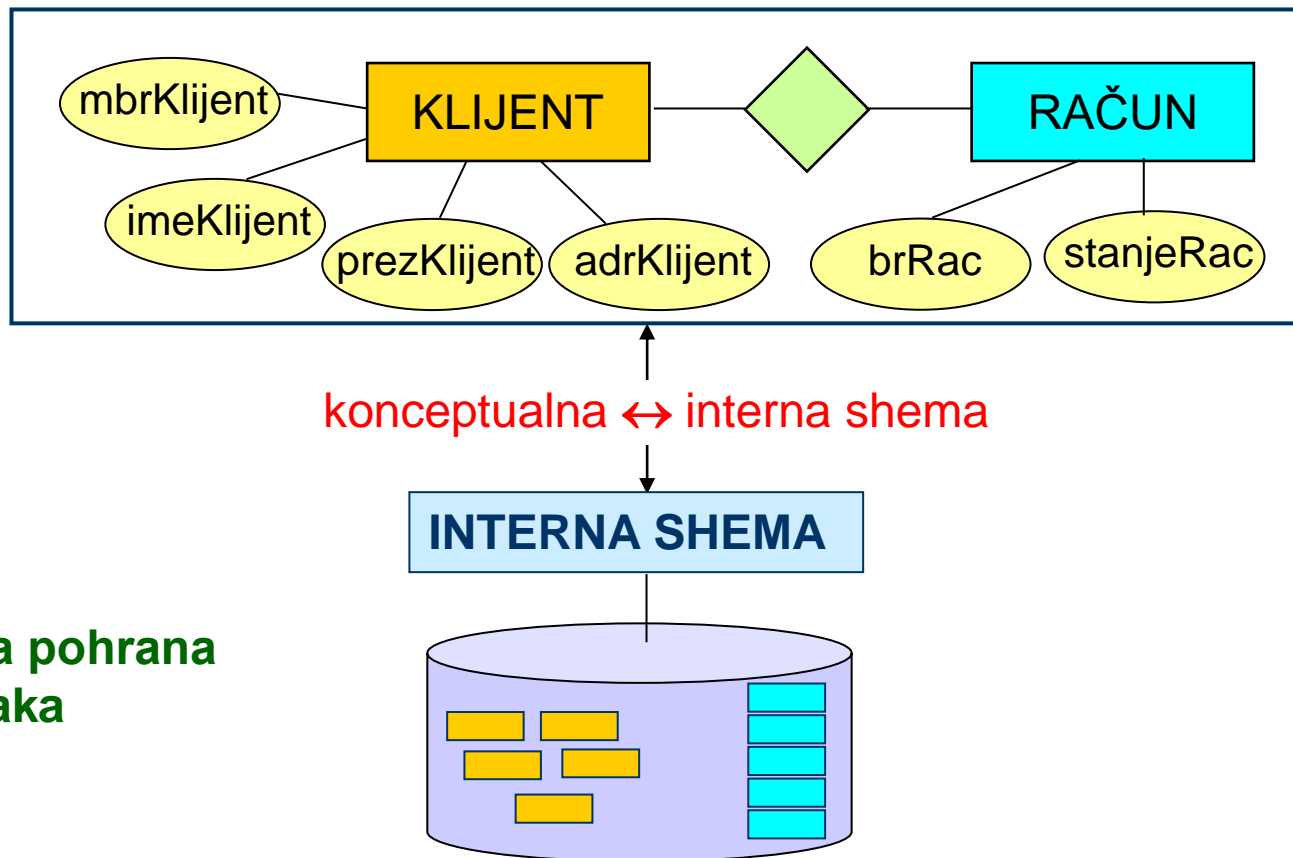 KLIJENT
RAČUN
mbrKlijent
imeKlijent
prezKlijent
adrKlijent
brRac
stanjeRac
konceptualna ↔ interna shema
INTERNA SHEMA
a pohrana
aka